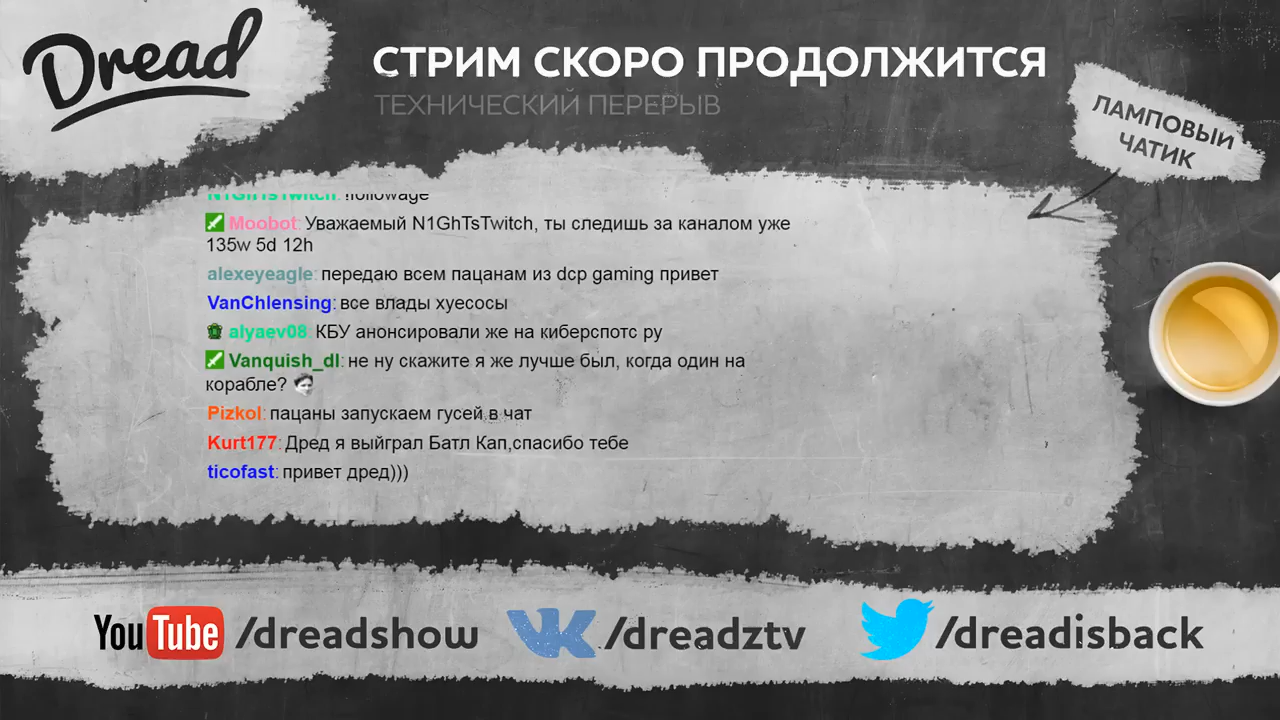 Dread
СТРИМ СКОРО ПРОДОЛЖИТСЯ
ТЕХНИЧЕСКИЙ ПЕРЕРЫВ
ЛАМПОВЫЙ
ЧАТИК
N1GhTsTwitch: !followage
Moobot: Уважаемый N1GhTsTwitch, ты следишь за каналом уже
135w 5d 12h
alexeyeagle: передаю всем пацанам из dcp gaming привет
VanChlensing: все влады хуесосы
alyaev08: КБУ анонсировали же на киберспотс ру
Vanquish_dl: не ну скажите я же лучше был, когда один на
корабле?
Pizkol: пацаны запускаем гусей в чат
Kurt177: Дред я выйграл Батл Кап,спасибо тебе
ticofast: привет дред)))
YouTube /dreadshow VK /dreadztv /dreadisback